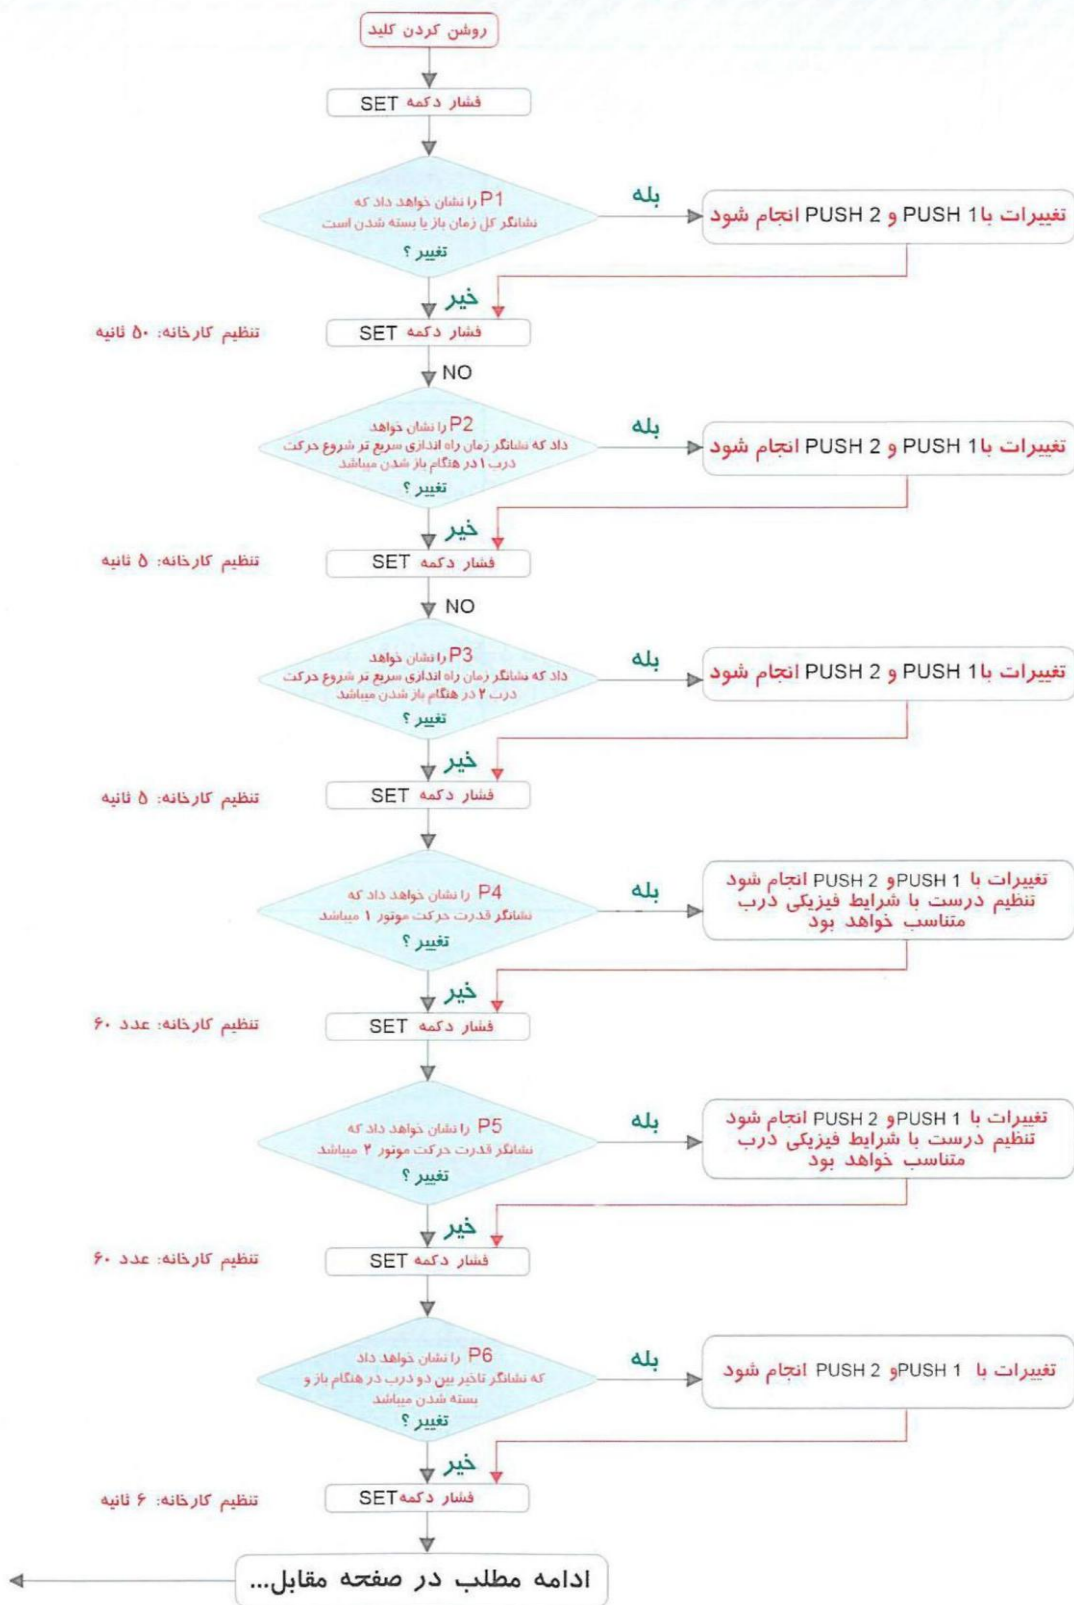 روشن کردن کلید
فشار دکمه SET
P1 را نشان خواهد داد که
نشانگر کل زمان باز یا بسته شدن است
تغییر ؟
بله
تغییرات با PUSH 1 و PUSH 2 انجام شود
خیر
فشار دکمه SET
تنظیم کارخانه: ۵۰ ثانیه
NO
P2 را نشان خواهد
داد که نشانگر زمان راه اندازی سریع تر شروع حرکت
درب ۱ در هنگام باز شدن میباشد
تغییر ؟
بله
تغییرات با PUSH 1 و PUSH 2 انجام شود
خیر
فشار دکمه SET
تنظیم کارخانه: ۵ ثانیه
NO
P3 را نشان خواهد
داد که نشانگر زمان راه اندازی سریع تر شروع حرکت
درب ۲ در هنگام باز شدن میباشد
تغییر ؟
بله
تغییرات با PUSH 1 و PUSH 2 انجام شود
خیر
فشار دکمه SET
تنظیم کارخانه: ۵ ثانیه
P4 را نشان خواهد داد که
نشانگر قدرت حرکت موتور ۱ میباشد
تغییر ؟
بله
تغییرات با PUSH 1 و PUSH 2 انجام شود
تنظیم درست با شرایط فیزیکی درب
متناسب خواهد بود
خیر
فشار دکمه SET
تنظیم کارخانه: عدد ۶۰
P5 را نشان خواهد داد که
نشانگر قدرت حرکت موتور ۲ میباشد
تغییر ؟
بله
تغییرات با PUSH 1 و PUSH 2 انجام شود
تنظیم درست با شرایط فیزیکی درب
متناسب خواهد بود
خیر
فشار دکمه SET
تنظیم کارخانه: عدد ۶۰
P6 را نشان خواهد داد
که نشانگر تاخیر بین دو درب در هنگام باز و
بسته شدن میباشد
تغییر ؟
بله
تغییرات با PUSH 1 و PUSH 2 انجام شود
خیر
فشار دکمه SET
تنظیم کارخانه: ۶ ثانیه
ادامه مطلب در صفحه مقابل...